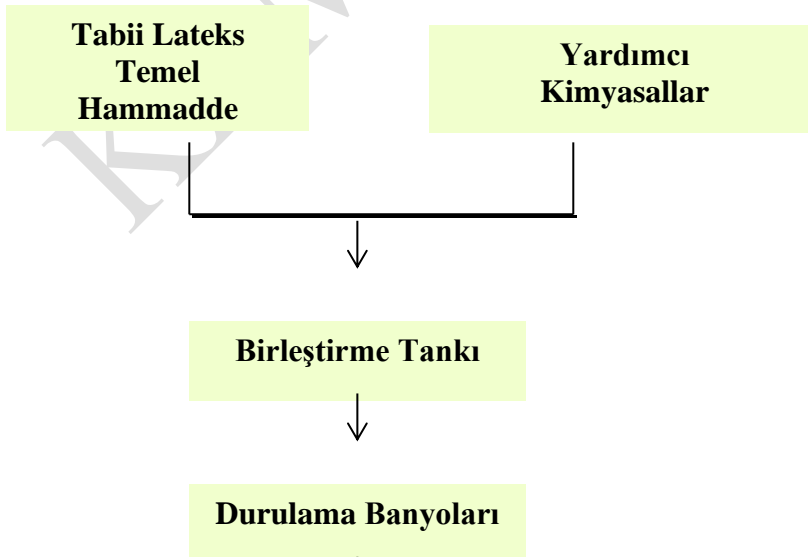 Tabii Lateks
Temel
Hammadde
Yardımcı
Kimyasallar
Birleştirme Tankı
Durulama Banyoları